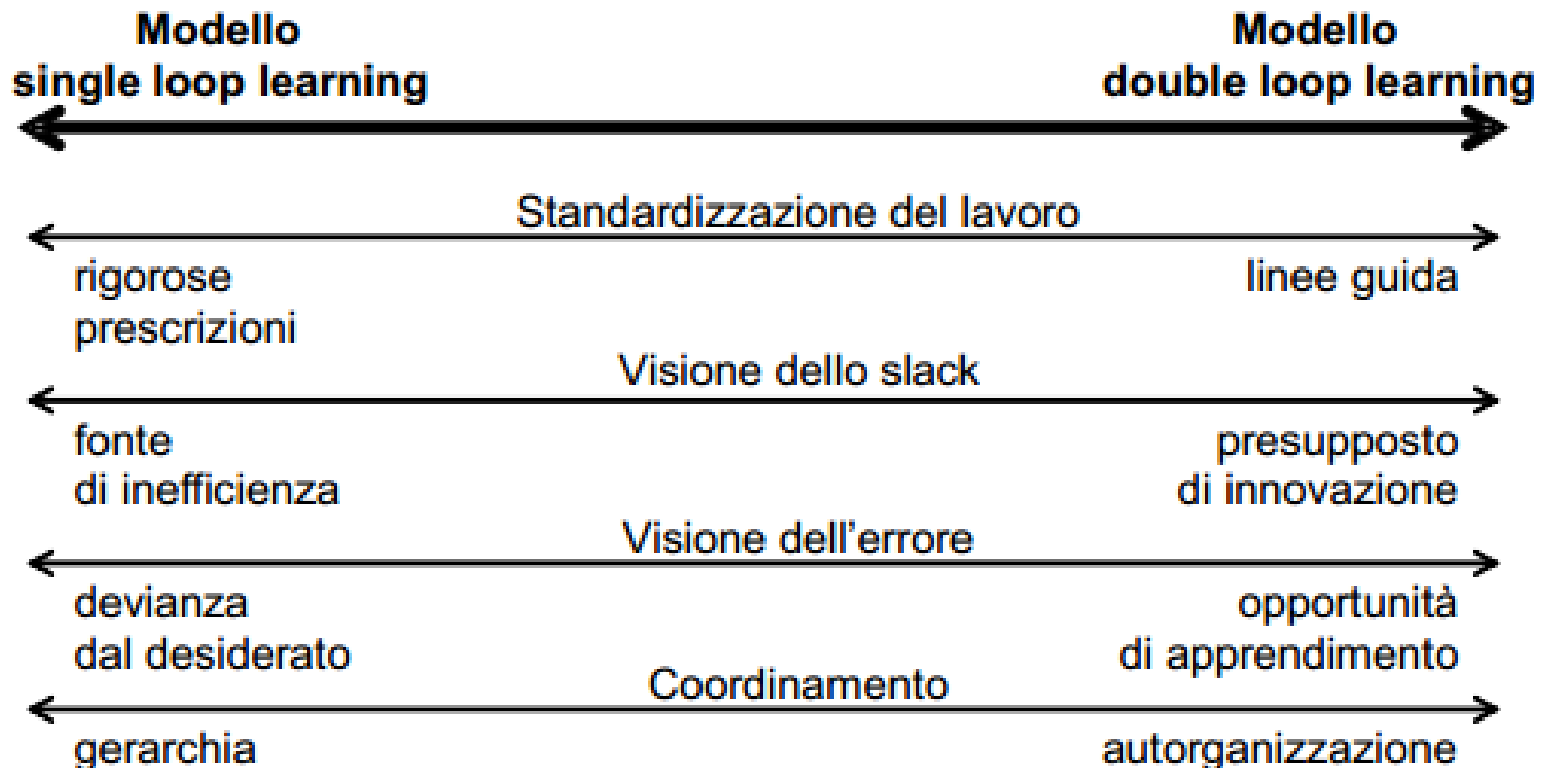 Modello
single loop learning
Modello
double loop learning
Standardizzazione del lavoro
rigorose
prescrizioni
linee guida
Visione dello slack
fonte
di inefficienza
presupposto
di innovazione
Visione dell'errore
devianza
dal desiderato
opportunità
di apprendimento
Coordinamento
gerarchia
autorganizzazione